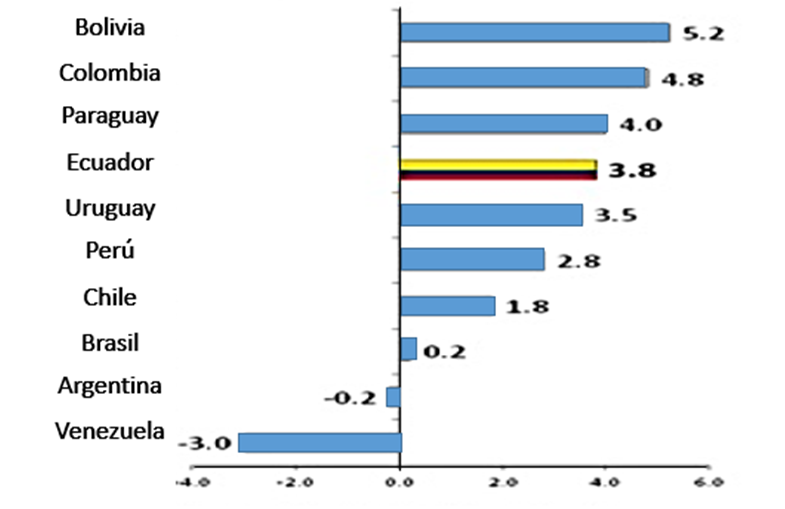 Bolivia 5.2
Colombia 4.8
Paraguay 4.0
Ecuador 3.8
Uruguay 3.5
Perú 2.8
Chile 1.8
Brasil 0.2
Argentina -0.2
Venezuela -3.0
-4.0 -2.0 0.0 2.0 4.0 6.0